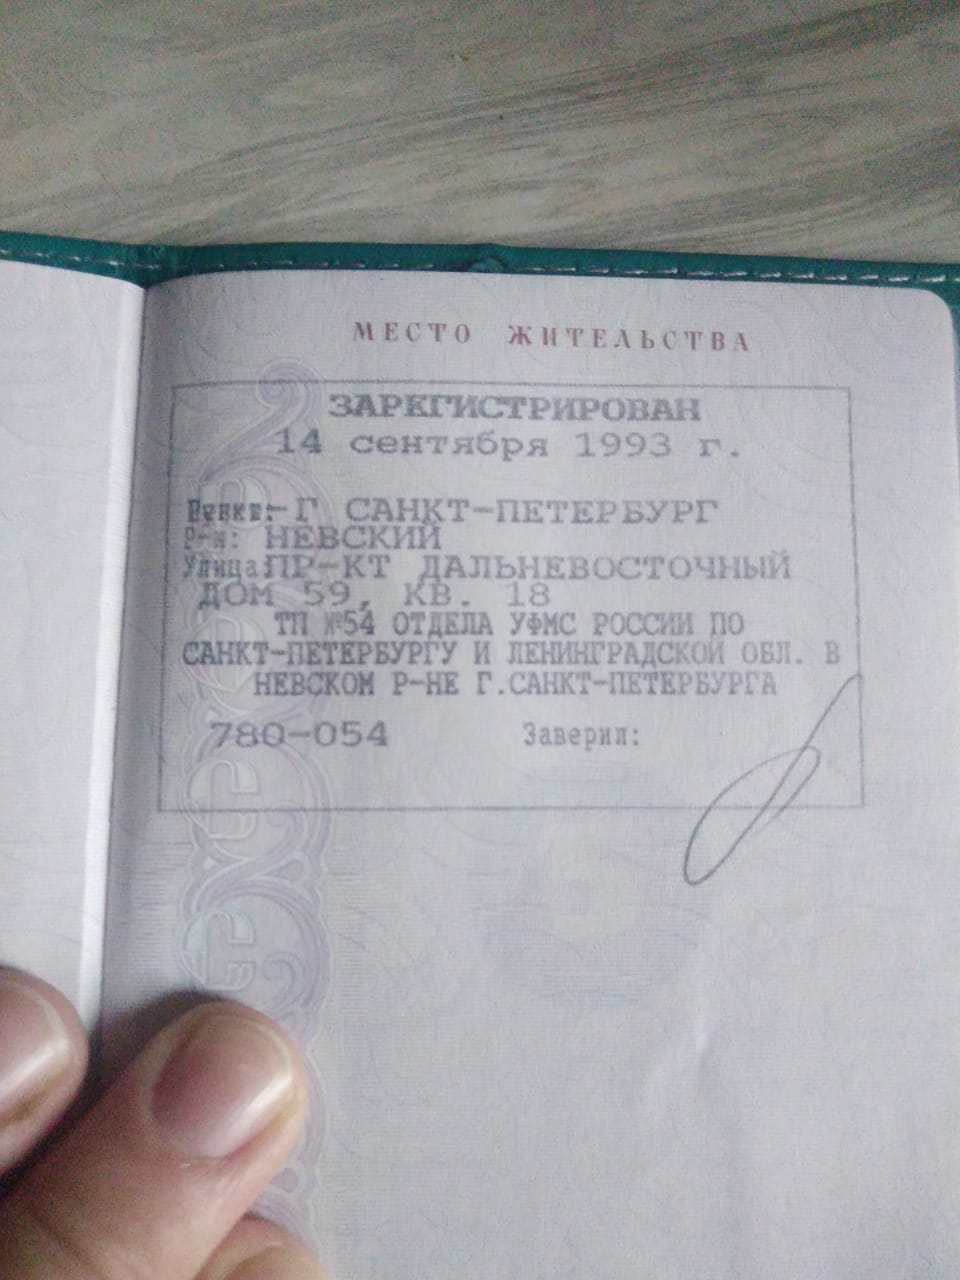 МЕСТО ЖИТЕЛЬСТВА
ЗАРЕГИСТРИРОВАН
14 сентября 1993 г.
Пункт: Г САНКТ-ПЕТЕРБУРГ
Р-н: НЕВСКИЙ
Улица: ПР-КТ ДАЛЬНЕВОСТОЧНЫЙ
ДОМ 59, КВ. 18
ТП №54 ОТДЕЛА УФМС РОССИИ ПО
САНКТ-ПЕТЕРБУРГУ И ЛЕНИНГРАДСКОЙ ОБЛ. В
НЕВСКОМ Р-НЕ Г.САНКТ-ПЕТЕРБУРГА
780-054 Заверил: